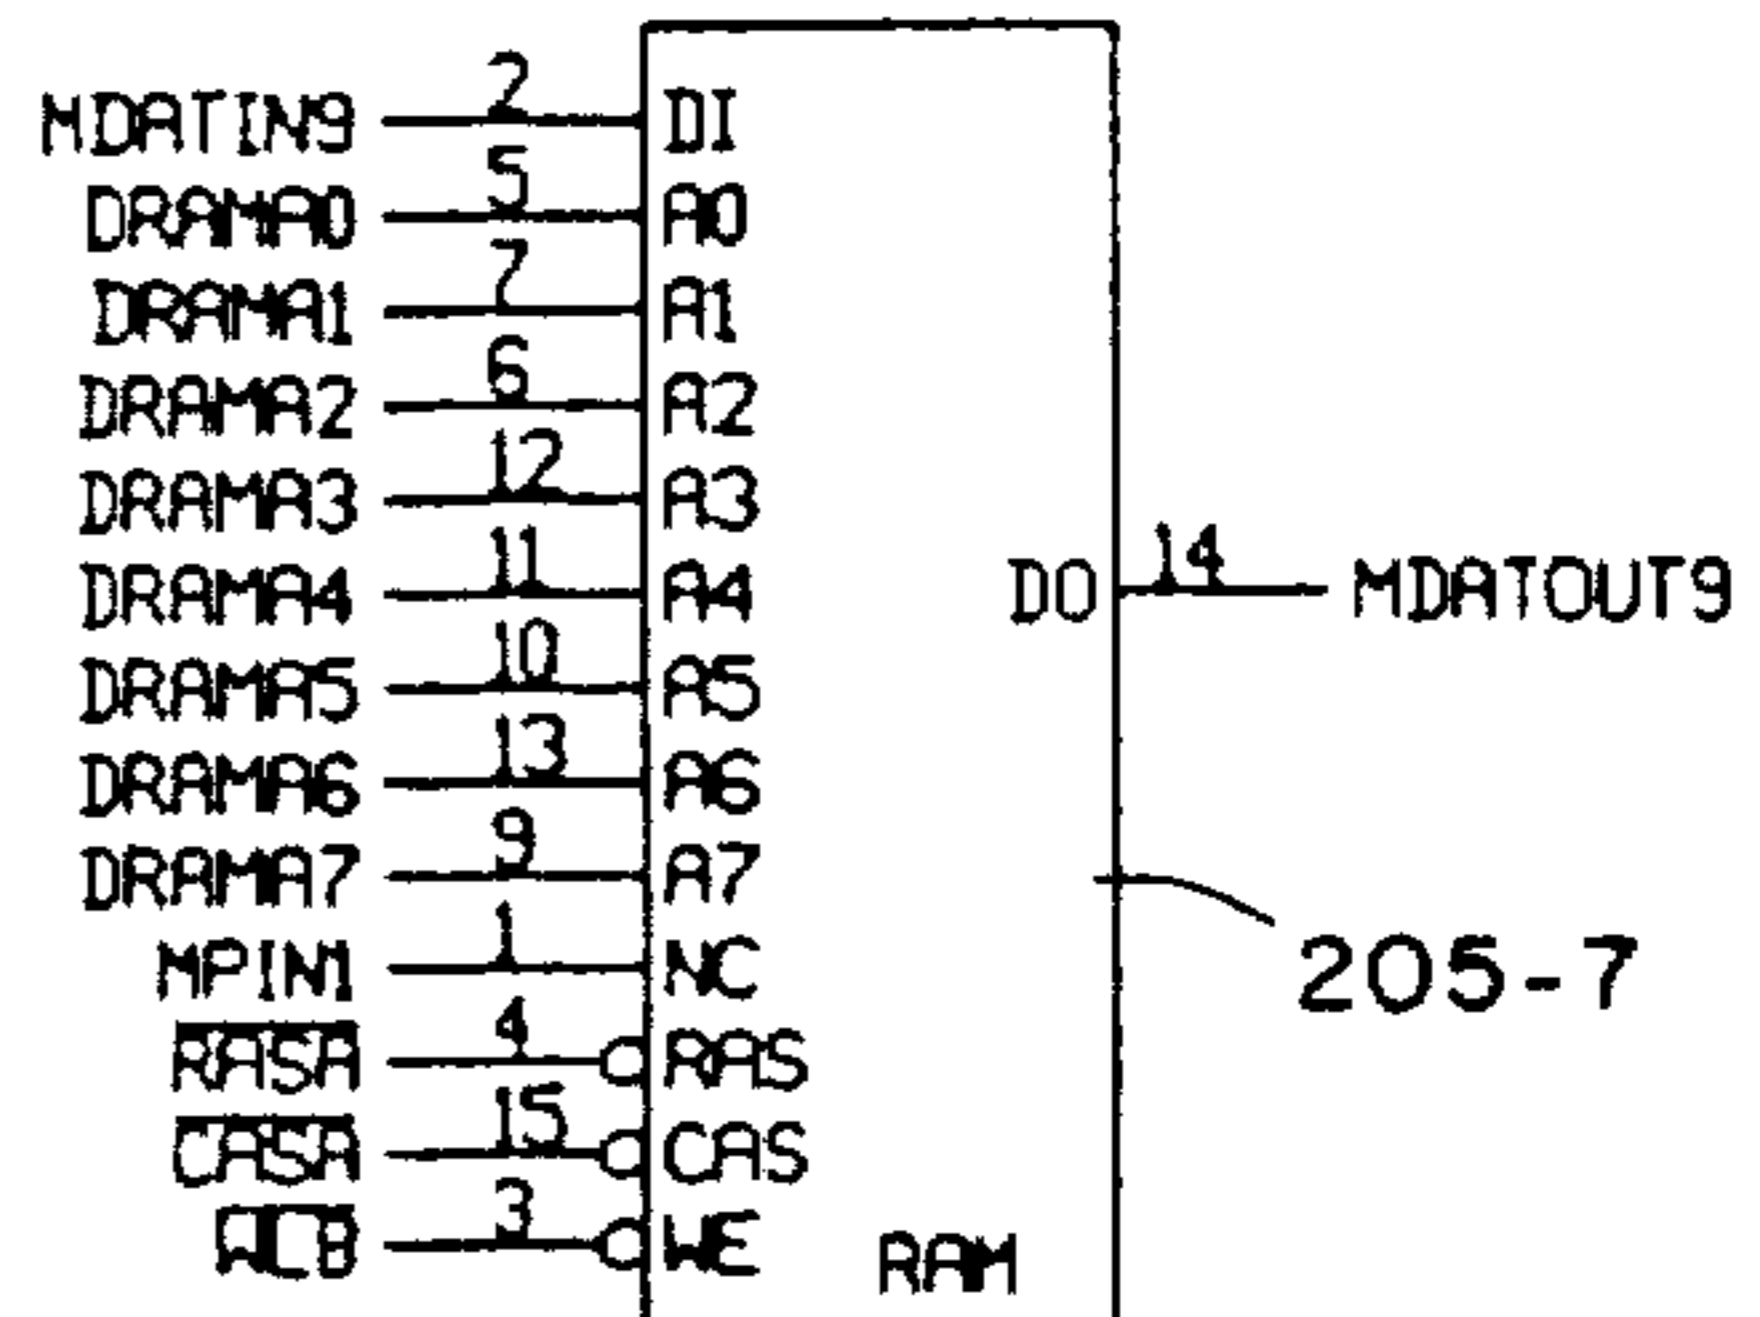 MDATIN9 2 DI
DRAMA0 5 A0
DRAMA1 7 A1
DRAMA2 6 A2
DRAMA3 12 A3
DRAMA4 11 A4
DO 14 MDATOUT9
DRAMA5 10 A5
DRAMA6 13 A6
DRAMA7 9 A7
MPIN1 1 NC
205-7
RASA 4 RAS
CASA 15 CAS
3 WE
RAM